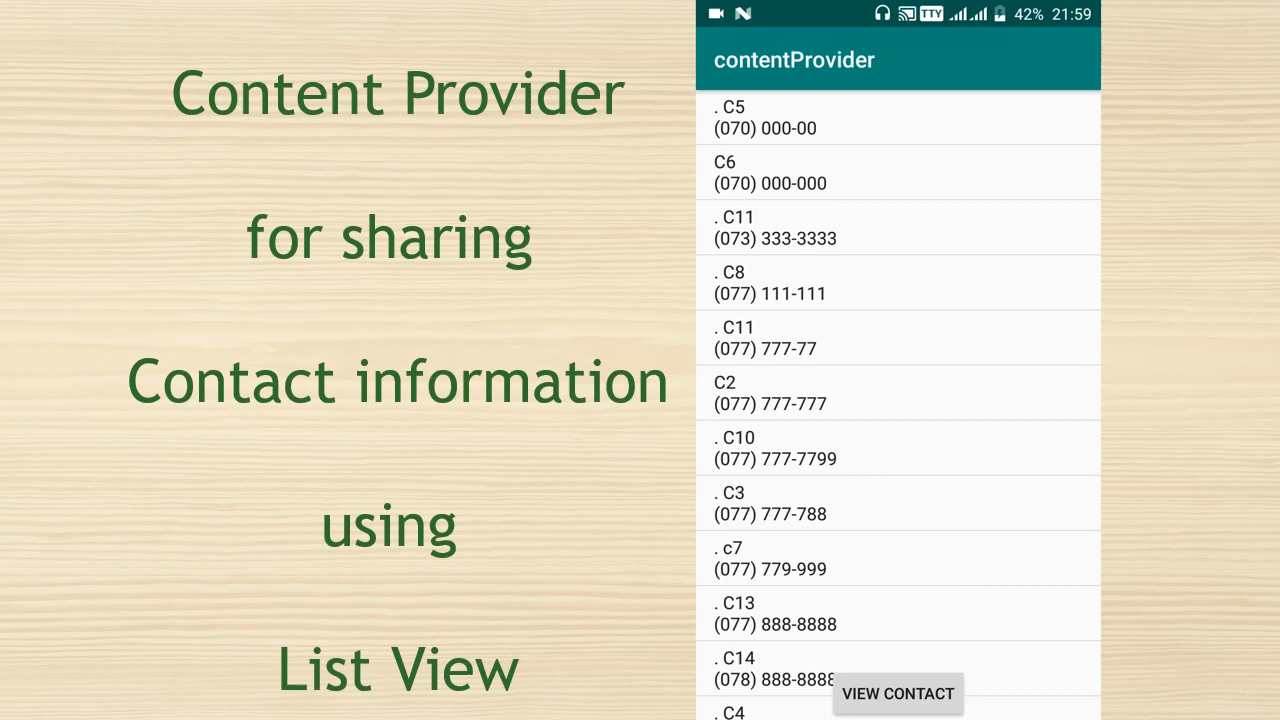 Content Provider
for sharing
Contact information
using
List View
TTY 42% 21:59
contentProvider
. C5
(070) 000-00
C6
(070) 000-000
. C11
(073) 333-3333
. C8
(077) 111-111
. C11
(077) 777-77
C2
(077) 777-777
. C10
(077) 777-7799
. C3
(077) 777-788
. c7
(077) 779-999
. C13
(077) 888-8888
. C14
(078) 888-8888
VIEW CONTACT
. C4